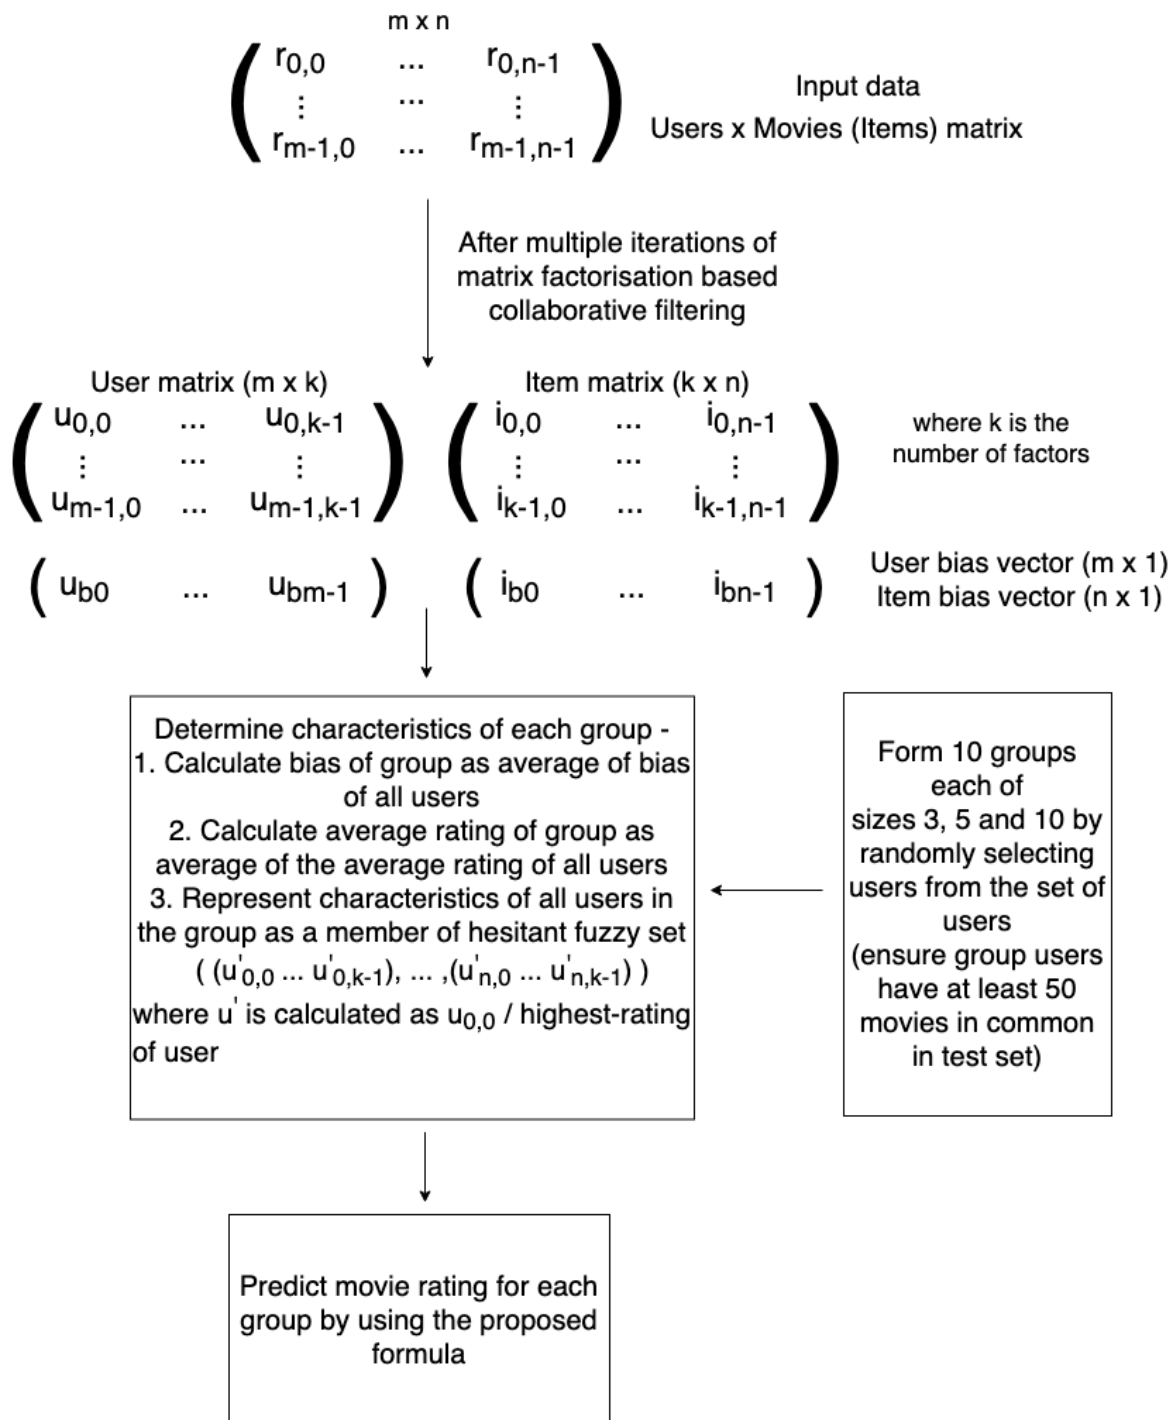 m x n
( r0,0 ... r0,n-1 )
⋮ ... ⋮
rm-1,0 ... rm-1,n-1
Input data
Users x Movies (Items) matrix
After multiple iterations of
matrix factorisation based
collaborative filtering
User matrix (m x k)
( u0,0 ... u0,k-1 )
⋮ ... ⋮
um-1,0 ... um-1,k-1
Item matrix (k x n)
( i0,0 ... i0,n-1 )
⋮ ... ⋮
ik-1,0 ... ik-1,n-1
where k is the
number of factors
( ub0 ... ubm-1 )
( ib0 ... ibn-1 )
User bias vector (m x 1)
Item bias vector (n x 1)
Determine characteristics of each group -
1. Calculate bias of group as average of bias
of all users
2. Calculate average rating of group as
average of the average rating of all users
3. Represent characteristics of all users in
the group as a member of hesitant fuzzy set
( (u'0,0 ... u'0,k-1), ... ,(u'n,0 ... u'n,k-1) )
where u' is calculated as u0,0 / highest-rating
of user
Form 10 groups
each of
sizes 3, 5 and 10 by
randomly selecting
users from the set of
users
(ensure group users
have at least 50
movies in common
in test set)
Predict movie rating for each
group by using the proposed
formula